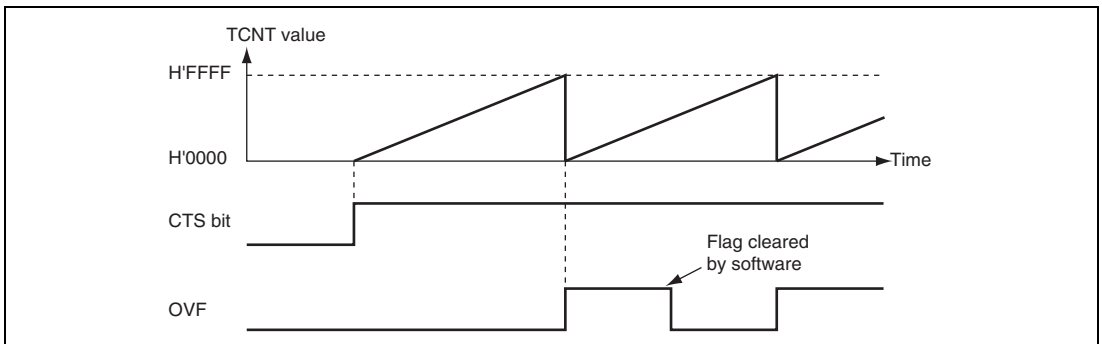 TCNT value
H'FFFF
H'0000
Time
CTS bit
Flag cleared
by software
OVF